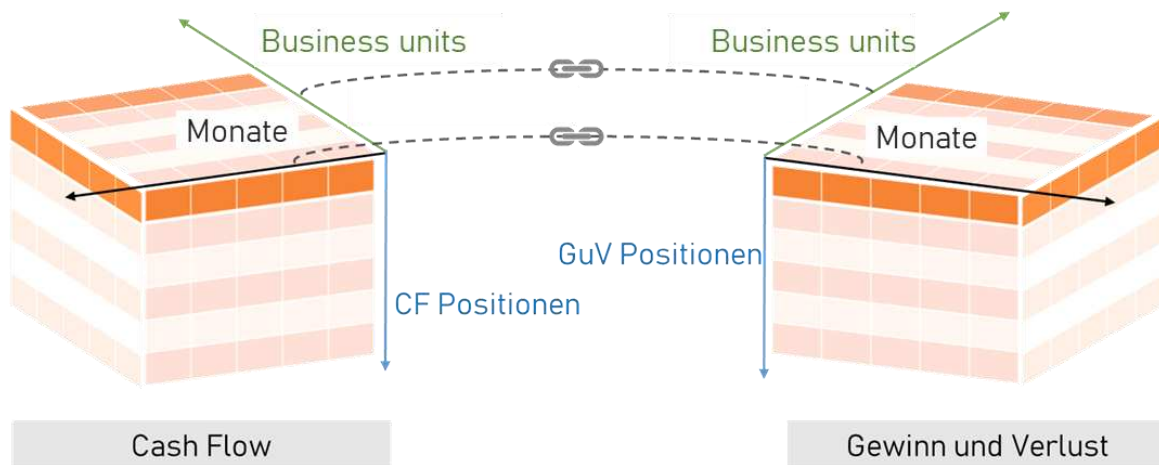 Business units
Business units
Monate
Monate
GuV Positionen
CF Positionen
Cash Flow
Gewinn und Verlust